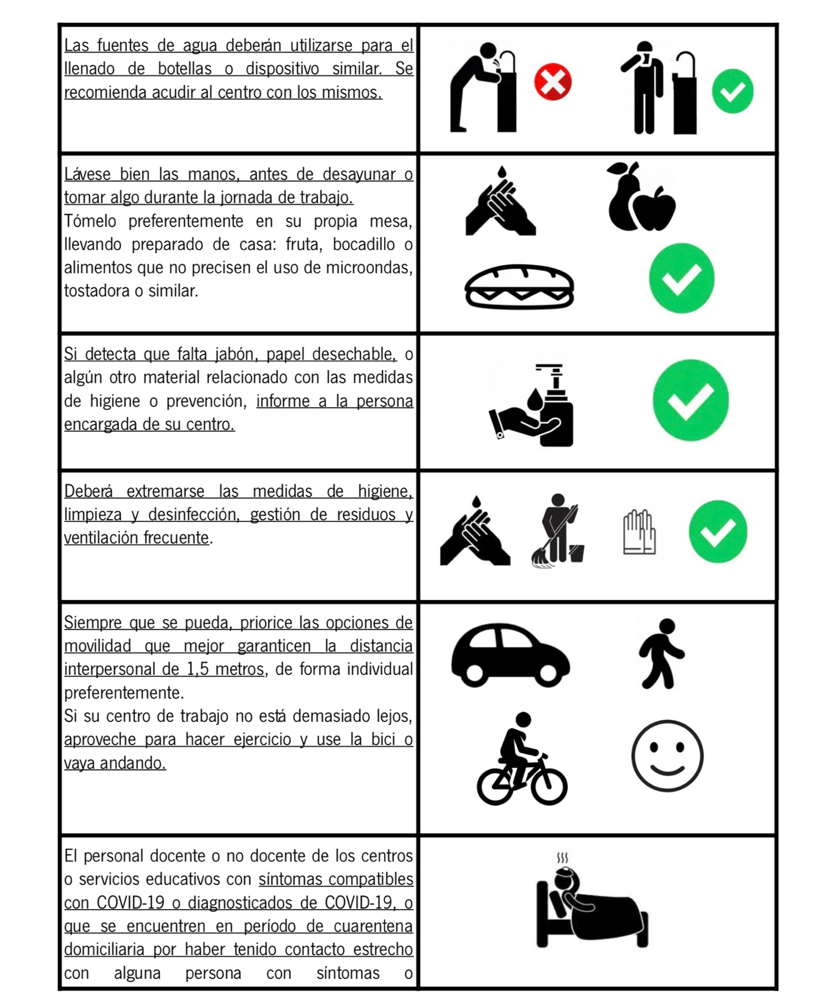 Las fuentes de agua deberán utilizarse para el
llenado de botellas o dispositivo similar. Se
recomienda acudir al centro con los mismos.
Lávese bien las manos, antes de desayunar o
tomar algo durante la jornada de trabajo.
Tómelo preferentemente en su propia mesa,
llevando preparado de casa: fruta, bocadillo o
alimentos que no precisen el uso de microondas,
tostadora o similar.
Si detecta que falta jabón, papel desechable, o
algún otro material relacionado con las medidas
de higiene o prevención, informe a la persona
encargada de su centro.
Deberá extremarse las medidas de higiene,
limpieza y desinfección, gestión de residuos y
ventilación frecuente.
Siempre que se pueda, priorice las opciones de
movilidad que mejor garanticen la distancia
interpersonal de 1,5 metros, de forma individual
preferentemente.
Si su centro de trabajo no está demasiado lejos,
aproveche para hacer ejercicio y use la bici o
vaya andando.
El personal docente o no docente de los centros
o servicios educativos con síntomas compatibles
con COVID-19 o diagnosticados de COVID-19, o
que se encuentren en período de cuarentena
domiciliaria por haber tenido contacto estrecho
con alguna persona con síntomas o